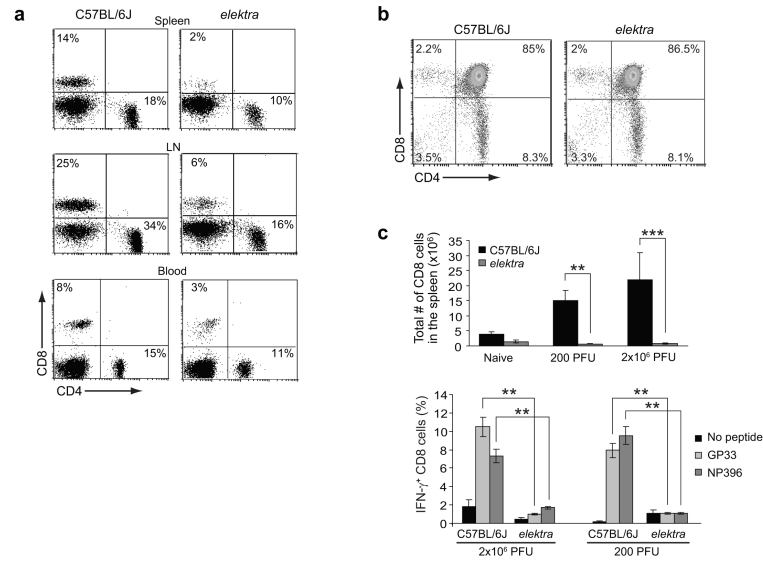 a
C57BL/6J
elektra
Spleen
14%
18%
2%
10%
LN
25%
34%
6%
16%
Blood
8%
15%
3%
11%
CD8
CD4
b
C57BL/6J
elektra
2.2%
85%
3.5%
8.3%
2%
86.5%
3.3%
8.1%
CD8
CD4
c
C57BL/6J
elektra
Total # of CD8 cells
in the spleen (x10⁶)
35
30
25
20
15
10
5
0
**
***
Naive
200 PFU
2x10⁶ PFU
IFN-γ⁺ CD8 cells (%)
14
12
10
8
6
4
2
0
**
**
**
**
No peptide
GP33
NP396
C57BL/6J
elektra
C57BL/6J
elektra
2x10⁶ PFU
200 PFU